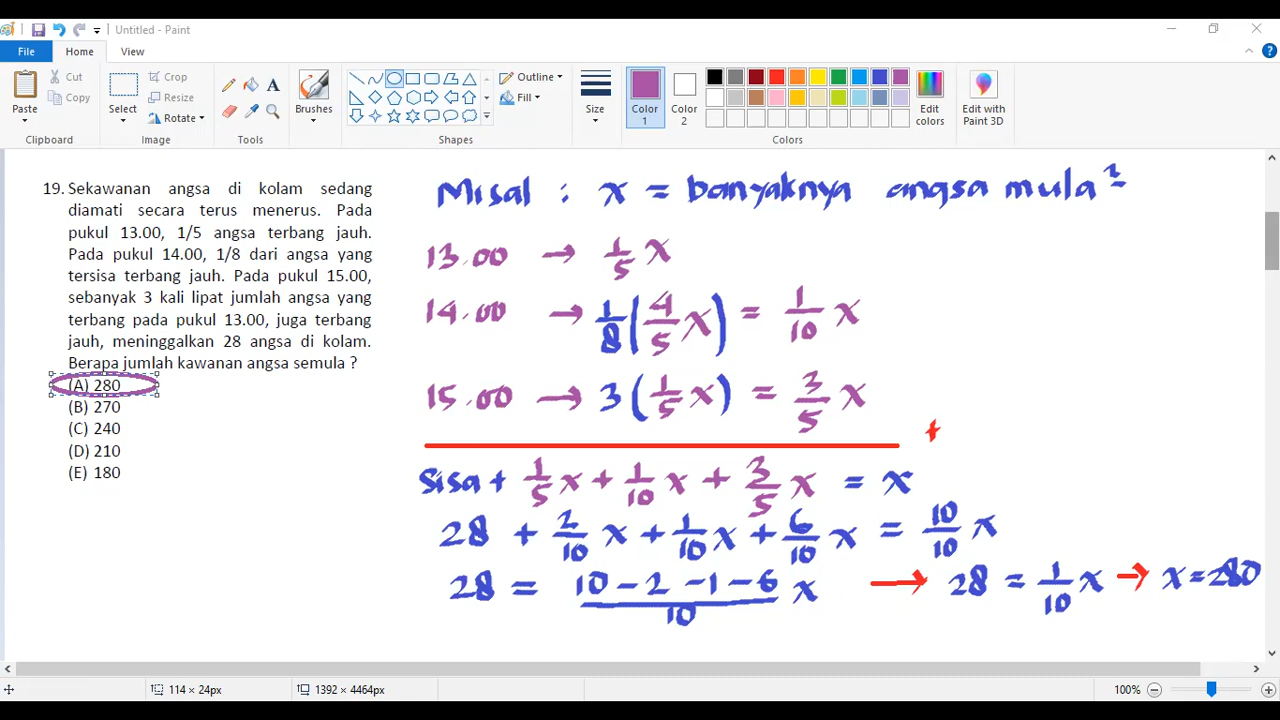 Untitled - Paint
File Home View
Paste
Cut
Copy
Clipboard
Select
Crop
Resize
Rotate
Image
A
Tools
Brushes
Outline
Fill
Shapes
Size
Color 1
Color 2
Edit colors
Edit with Paint 3D
Colors
19. Sekawanan angsa di kolam sedang
diamati secara terus menerus. Pada
pukul 13.00, 1/5 angsa terbang jauh.
Pada pukul 14.00, 1/8 dari angsa yang
tersisa terbang jauh. Pada pukul 15.00,
sebanyak 3 kali lipat jumlah angsa yang
terbang pada pukul 13.00, juga terbang
jauh, meninggalkan 28 angsa di kolam.
Berapa jumlah kawanan angsa semula ?
(A) 280
(B) 270
(C) 240
(D) 210
(E) 180
Misal : x = banyaknya angsa mula²-
13.00 → 1/5 x
14.00 → 1/8 (4/5 x) = 1/10 x
15.00 → 3 (1/5 x) = 3/5 x
+
Sisa + 1/5 x + 1/10 x + 3/5 x = x
28 + 2/10 x + 1/10 x + 6/10 x = 10/10 x
28 = (10 - 2 - 1 - 6)/10 x → 28 = 1/10 x → x = 280
114 × 24px
1392 × 4464px
100%